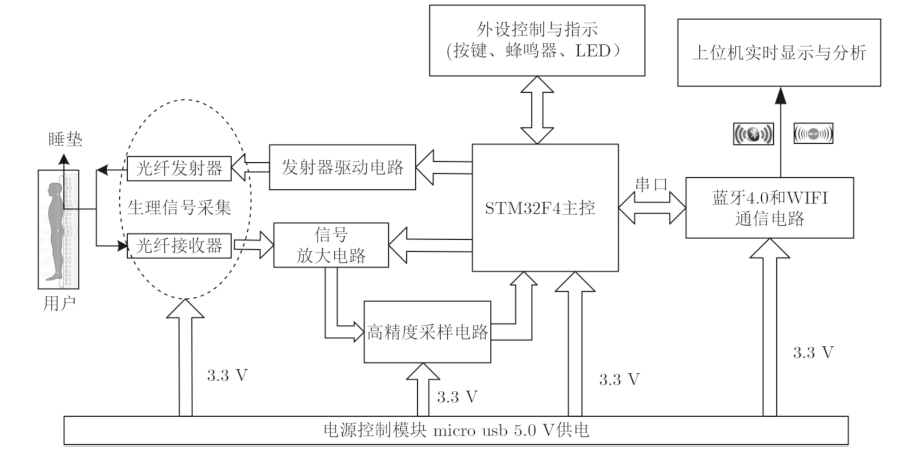 外设控制与指示
(按键、蜂鸣器、LED）
上位机实时显示与分析
睡垫
光纤发射器
发射器驱动电路
生理信号采集
STM32F4主控
串口
蓝牙4.0和WIFI
通信电路
光纤接收器
信号
放大电路
用户
高精度采样电路
3.3 V
3.3 V
3.3 V
3.3 V
电源控制模块 micro usb 5.0 V供电